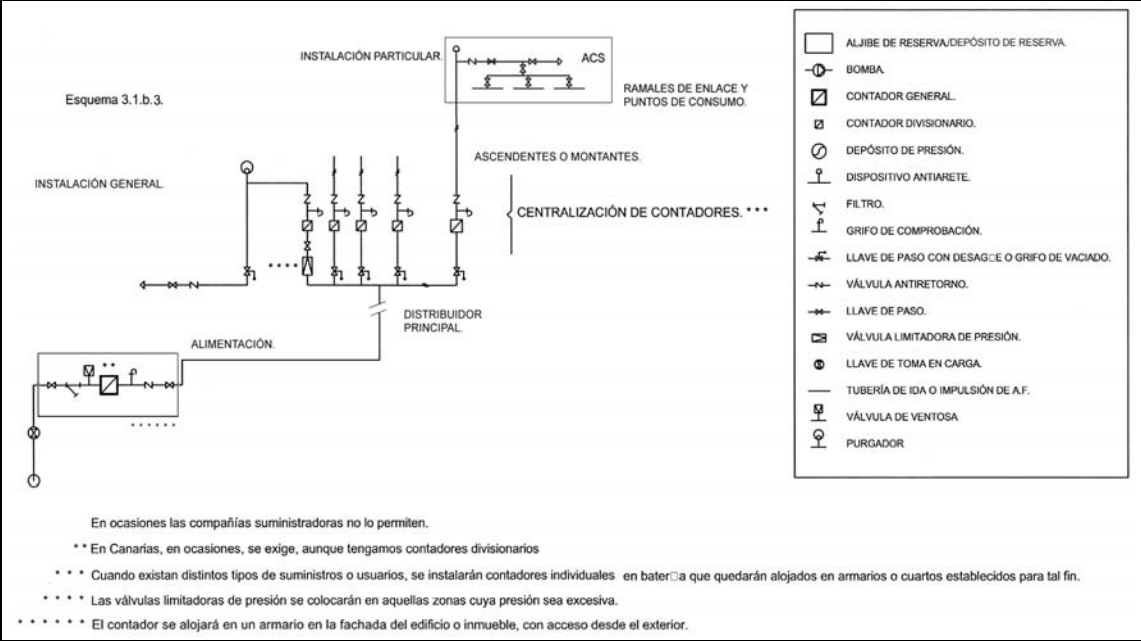 INSTALACIÓN PARTICULAR.
ACS
Esquema 3.1.b.3.
RAMALES DE ENLACE Y
PUNTOS DE CONSUMO.
ASCENDENTES O MONTANTES.
INSTALACIÓN GENERAL.
CENTRALIZACIÓN DE CONTADORES. * * *
* * * *
DISTRIBUIDOR
PRINCIPAL.
ALIMENTACIÓN.
* *
* * * * * *
ALJIBE DE RESERVA/DEPÓSITO DE RESERVA.
BOMBA.
CONTADOR GENERAL.
CONTADOR DIVISIONARIO.
DEPÓSITO DE PRESIÓN.
DISPOSITIVO ANTIARETE.
FILTRO.
GRIFO DE COMPROBACIÓN.
LLAVE DE PASO CON DESAG□E O GRIFO DE VACIADO.
VÁLVULA ANTIRETORNO.
LLAVE DE PASO.
VÁLVULA LIMITADORA DE PRESIÓN.
LLAVE DE TOMA EN CARGA.
TUBERÍA DE IDA O IMPULSIÓN DE A.F.
VÁLVULA DE VENTOSA
PURGADOR
En ocasiones las compañías suministradoras no lo permiten.
* * En Canarias, en ocasiones, se exige, aunque tengamos contadores divisionarios
* * * Cuando existan distintos tipos de suministros o usuarios, se instalarán contadores individuales en bater□a que quedarán alojados en armarios o cuartos establecidos para tal fin.
* * * * Las válvulas limitadoras de presión se colocarán en aquellas zonas cuya presión sea excesiva.
* * * * * * El contador se alojará en un armario en la fachada del edificio o inmueble, con acceso desde el exterior.